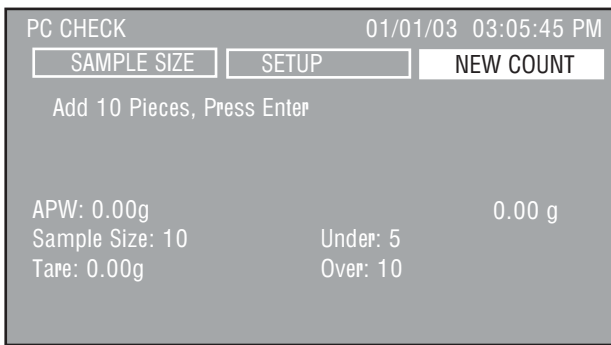 PC CHECK 01/01/03 03:05:45 PM
SAMPLE SIZE SETUP NEW COUNT
Add 10 Pieces, Press Enter
APW: 0.00g 0.00 g
Sample Size: 10 Under: 5
Tare: 0.00g Over: 10